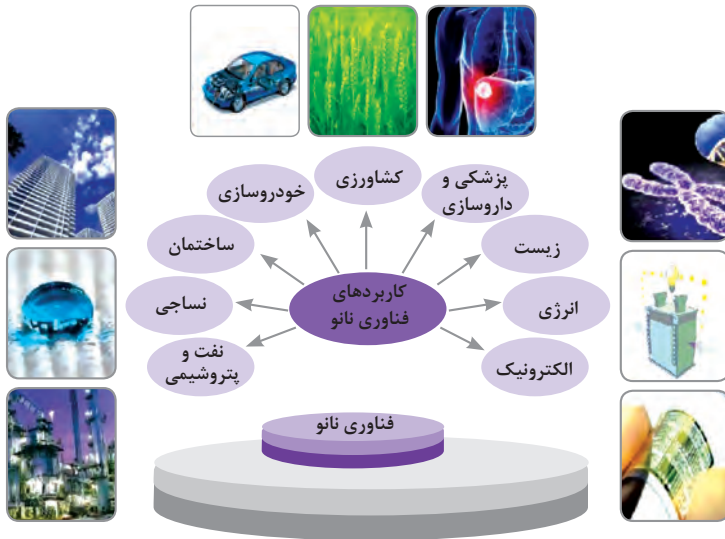 کشاورزی
پزشکی و
داروسازی
خودروسازی
زیست
ساختمان
انرژی
کاربردهای
فناوری نانو
نساجی
الکترونیک
نفت و
پتروشیمی
فناوری نانو